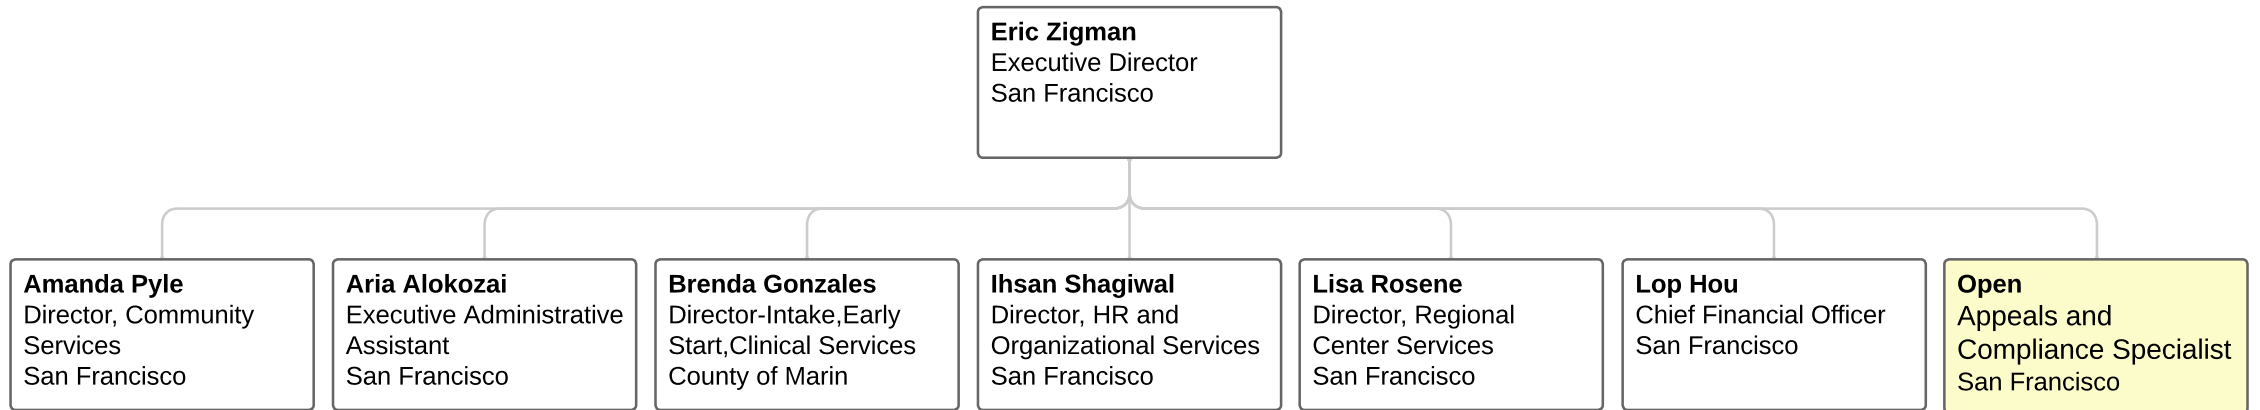 Eric Zigman
Executive Director
San Francisco
Amanda Pyle
Director, Community
Services
San Francisco
Aria Alokozai
Executive Administrative
Assistant
San Francisco
Brenda Gonzales
Director-Intake,Early
Start,Clinical Services
County of Marin
Ihsan Shagiwal
Director, HR and
Organizational Services
San Francisco
Lisa Rosene
Director, Regional
Center Services
San Francisco
Lop Hou
Chief Financial Officer
San Francisco
Open
Appeals and
Compliance Specialist
San Francisco